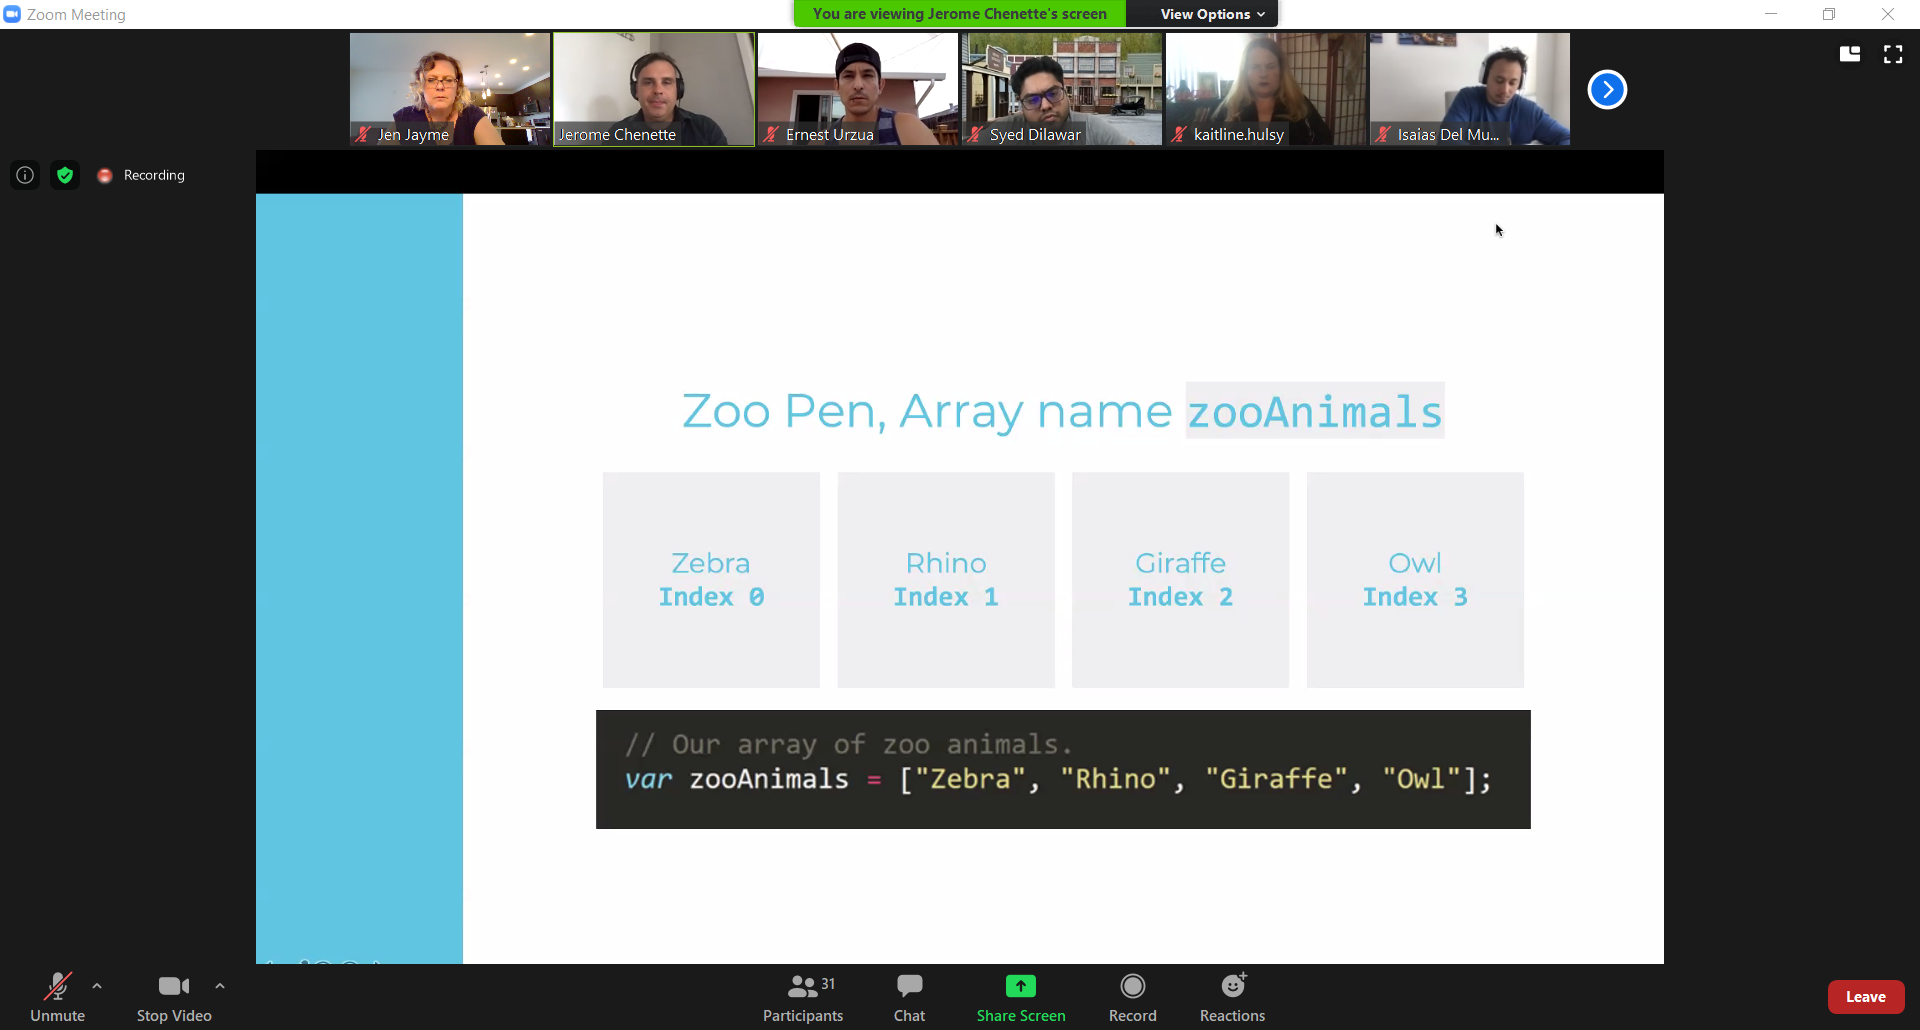 Zoom Meeting
You are viewing Jerome Chenette's screen
View Options
Jen Jayme
Jerome Chenette
Ernest Urzua
Syed Dilawar
kaitline.hulsy
Isaias Del Mu...
Recording
Zoo Pen, Array name zooAnimals
Zebra
Index 0
Rhino
Index 1
Giraffe
Index 2
Owl
Index 3
// Our array of zoo animals.
var zooAnimals = ["Zebra", "Rhino", "Giraffe", "Owl"];
Unmute
Stop Video
31
Participants
Chat
Share Screen
Record
Reactions
Leave